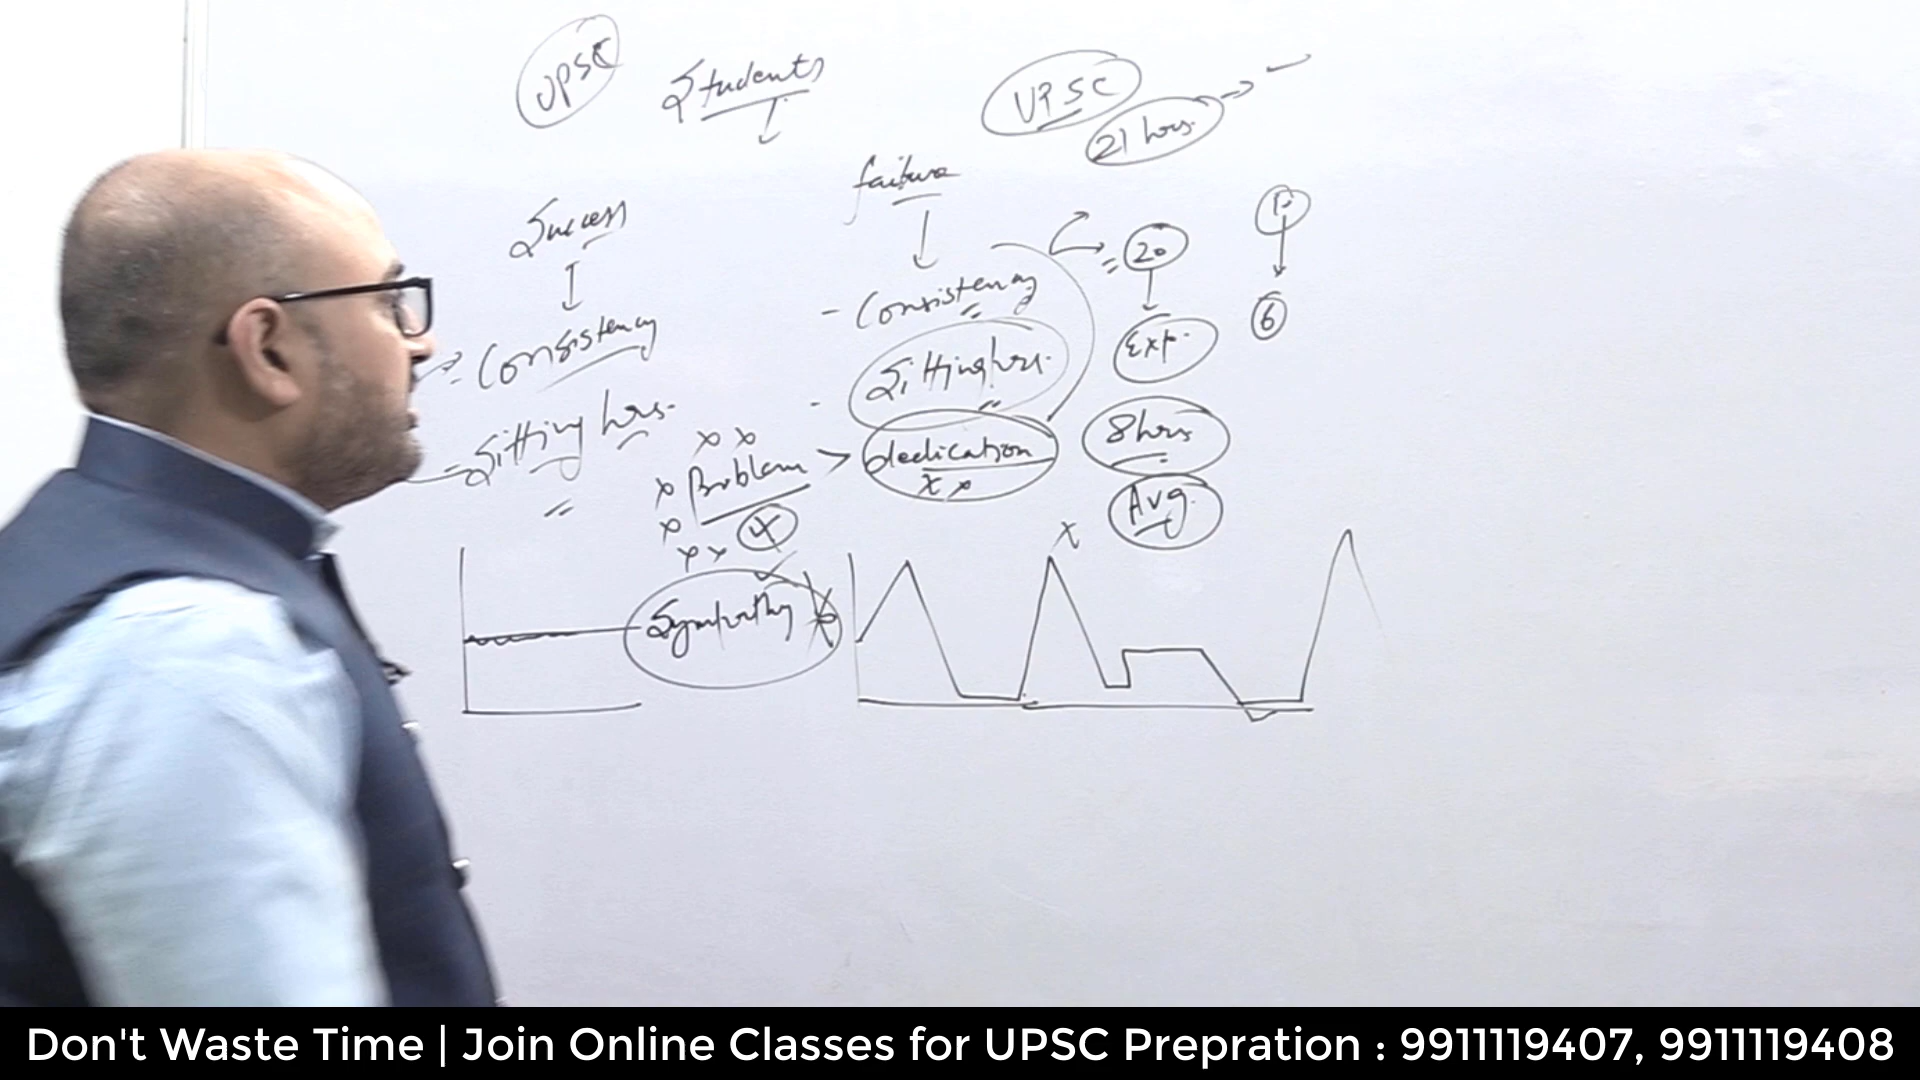 UPSC
Students
UPSC
21 hrs.
Success
failure
Consistency
Sitting hrs.
- Consistency
- Sitting hrs.
dedication
x x
20
Exp.
8 hrs
Avg.
6
x x
x Problem >
x
x x
Sympathy
x
Don't Waste Time | Join Online Classes for UPSC Prepration : 9911119407, 9911119408